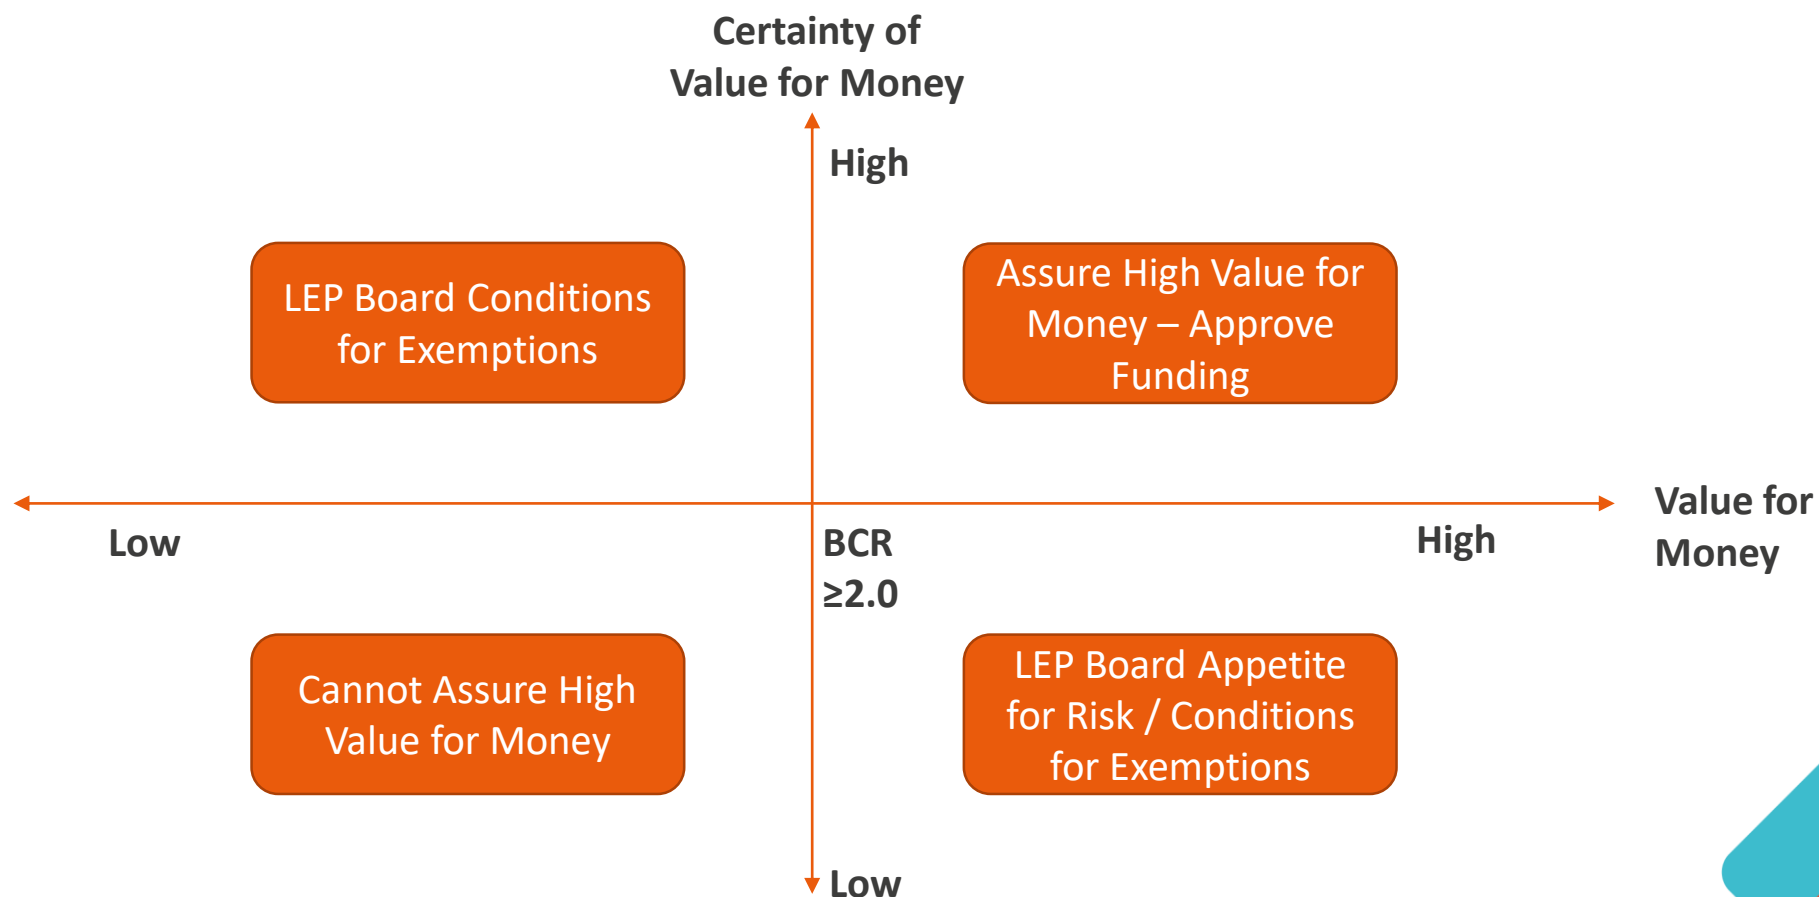 Certainty of
Value for Money
High
LEP Board Conditions
for Exemptions
Assure High Value for
Money – Approve
Funding
Value for
Money
Low
BCR
≥2.0
High
Cannot Assure High
Value for Money
LEP Board Appetite
for Risk / Conditions
for Exemptions
Low